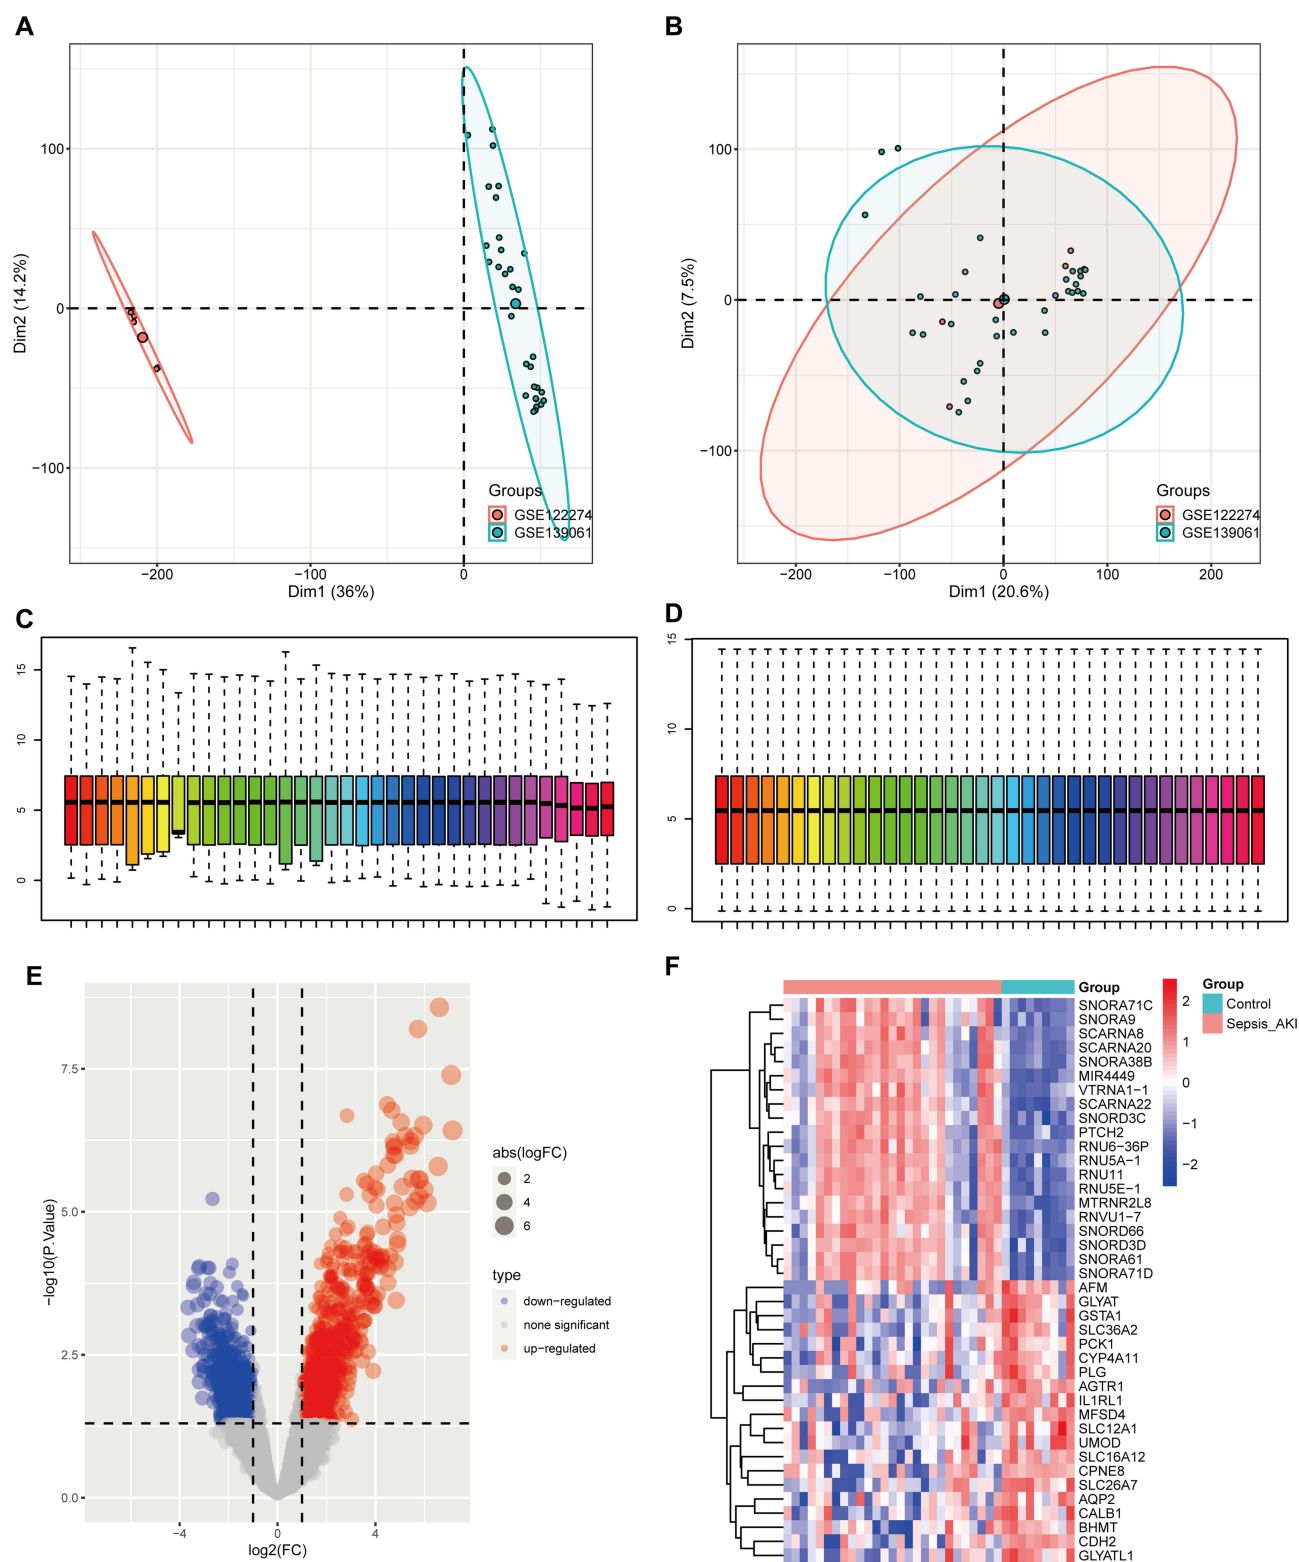 A
Dim2 (14.2%)
100
0
−100
−200
−100
0
Dim1 (36%)
Groups
GSE122274
GSE139061
B
Dim2 (7.5%)
100
0
−100
−200
−100
0
100
200
Dim1 (20.6%)
Groups
GSE122274
GSE139061
C
15
10
5
0
D
15
10
5
0
E
−log10(P.Value)
7.5
5.0
2.5
0.0
−4
0
4
log2(FC)
abs(logFC)
2
4
6
type
down−regulated
none significant
up−regulated
F
Group
SNORA71C
SNORA9
SCARNA8
SCARNA20
SNORA38B
MIR4449
VTRNA1−1
SCARNA22
SNORD3C
PTCH2
RNU6−36P
RNU5A−1
RNU11
RNU5E−1
MTRNR2L8
RNVU1−7
SNORD66
SNORD3D
SNORA61
SNORA71D
AFM
GLYAT
GSTA1
SLC36A2
PCK1
CYP4A11
PLG
AGTR1
IL1RL1
MFSD4
SLC12A1
UMOD
SLC16A12
CPNE8
SLC26A7
AQP2
CALB1
BHMT
CDH2
GLYATL1
2
1
0
−1
−2
Group
Control
Sepsis_AKI